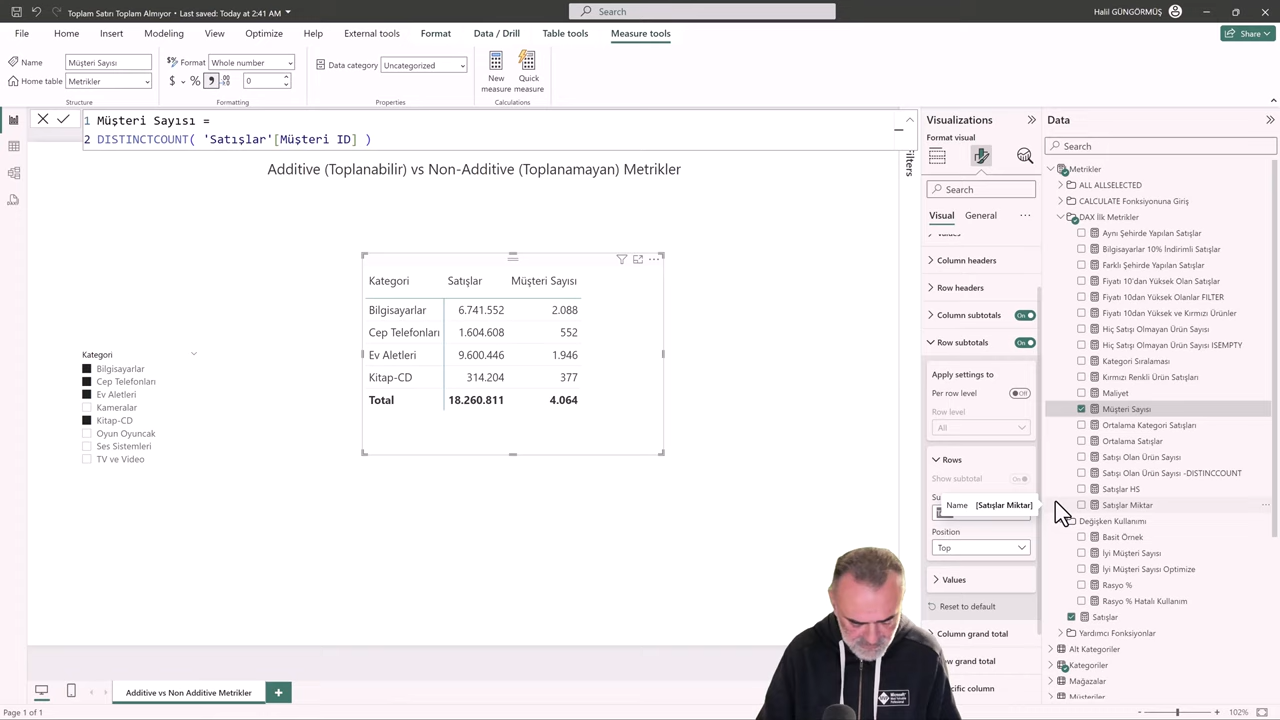 Toplam Satırı Toplam Almıyor • Last saved: Today at 2:41 AM
Search
Halil GÜNGÖRMÜŞ
File
Home
Insert
Modeling
View
Optimize
Help
External tools
Format
Data / Drill
Table tools
Measure tools
Share
Name
Müşteri Sayısı
Home table
Metrikler
Structure
Format
Whole number
$
%
0
Formatting
Data category
Uncategorized
Properties
New measure
Quick measure
Calculations
1 Müşteri Sayısı =
2 DISTINCTCOUNT( 'Satışlar'[Müşteri ID] )
Additive (Toplanabilir) vs Non-Additive (Toplanamayan) Metrikler
Kategori
Bilgisayarlar
Cep Telefonları
Ev Aletleri
Kameralar
Kitap-CD
Oyun Oyuncak
Ses Sistemleri
TV ve Video
Kategori Satışlar Müşteri Sayısı
Bilgisayarlar 6.741.552 2.088
Cep Telefonları 1.604.608 552
Ev Aletleri 9.600.446 1.946
Kitap-CD 314.204 377
Total 18.260.811 4.064
Filters
Visualizations
Format visual
Search
Visual
General
Values
Column headers
Row headers
Column subtotals On
Row subtotals On
Apply settings to
Per row level Off
Row level
All
Rows
Show subtotal On
Su
Name [Satışlar Miktar]
Position
Top
Values
Reset to default
Column grand total
ow grand total
ecific column
Data
Search
Metrikler
ALL ALLSELECTED
CALCULATE Fonksiyonuna Giriş
DAX İlk Metrikler
Aynı Şehirde Yapılan Satışlar
Bilgisayarlar 10% İndirimli Satışlar
Farklı Şehirde Yapılan Satışlar
Fiyatı 10'dan Yüksek Olan Satışlar
Fiyatı 10dan Yüksek Olanlar FILTER
Fiyatı 10dan Yüksek ve Kırmızı Ürünler
Hiç Satışı Olmayan Ürün Sayısı
Hiç Satışı Olmayan Ürün Sayısı ISEMPTY
Kategori Sıralaması
Kırmızı Renkli Ürün Satışları
Maliyet
Müşteri Sayısı
Ortalama Kategori Satışları
Ortalama Satışlar
Satışı Olan Ürün Sayısı
Satışı Olan Ürün Sayısı -DISTINCCOUNT
Satışlar HS
Satışlar Miktar
Değişken Kullanımı
Basit Örnek
İyi Müşteri Sayısı
İyi Müşteri Sayısı Optimize
Rasyo %
Rasyo % Hatalı Kullanım
Satışlar
Yardımcı Fonksiyonlar
Alt Kategoriler
Kategoriler
Mağazalar
Müşteriler
Additive vs Non Additive Metrikler
Page 1 of 1
102%